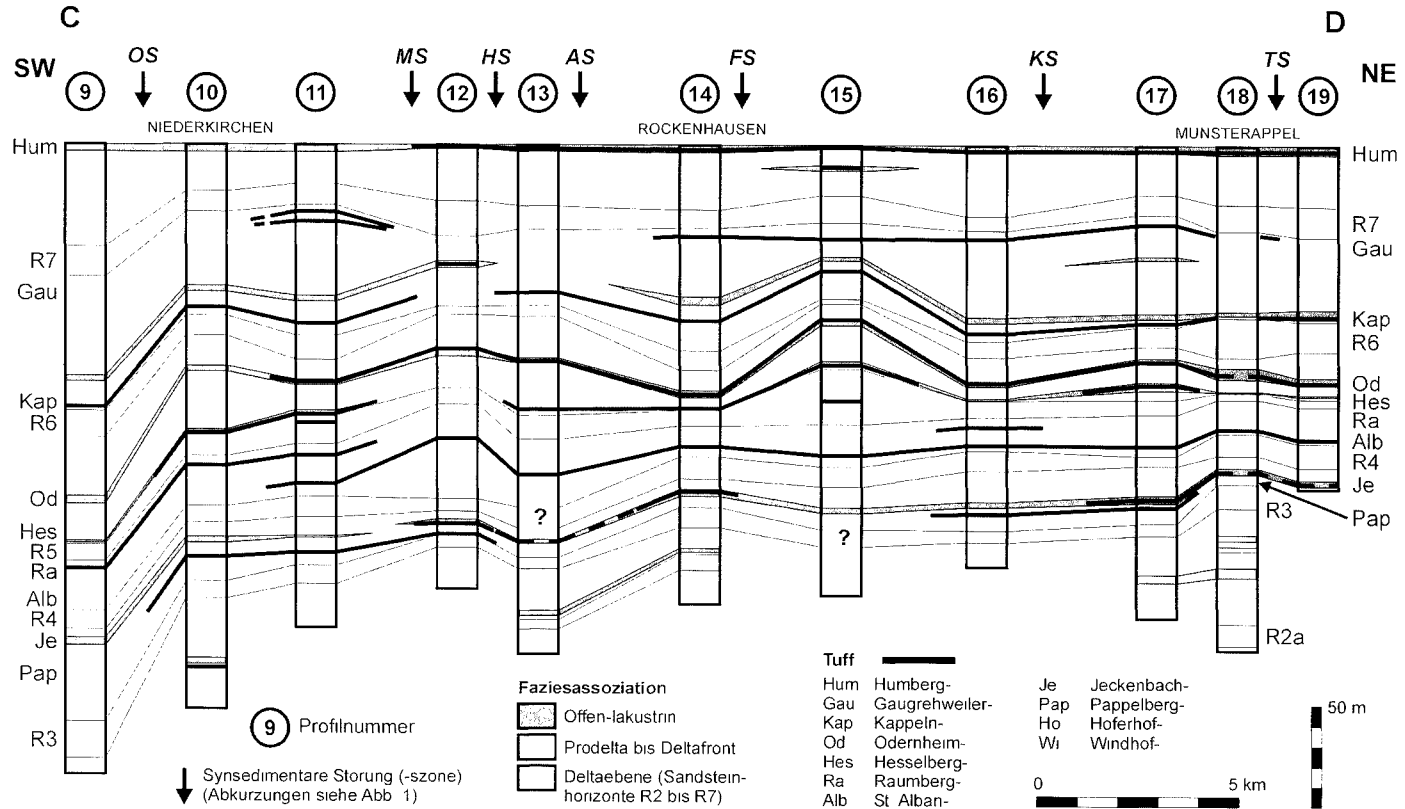 C
D
SW
NE
OS
MS
HS
AS
FS
KS
TS
9
10
11
12
13
14
15
16
17
18
19
NIEDERKIRCHEN
ROCKENHAUSEN
MUNSTERAPPEL
Hum
R7
Gau
Kap
R6
Od
Hes
R5
Ra
Alb
R4
Je
Pap
R3
Hum
R7
Gau
Kap
R6
Od
Hes
Ra
Alb
R4
Je
R3
Pap
R2a
?
?
9 Profilnummer
Synsedimentare Storung (-szone)
(Abkurzungen siehe Abb 1)
Faziesassoziation
Offen-lakustrin
Prodelta bis Deltafront
Deltaebene (Sandstein-
horizonte R2 bis R7)
Tuff
Hum Humberg-
Gau Gaugrehweiler-
Kap Kappeln-
Od Odernheim-
Hes Hesselberg-
Ra Raumberg-
Alb St Alban-
Je Jeckenbach-
Pap Pappelberg-
Ho Hoferhof-
Wi Windhof-
0 5 km
50 m